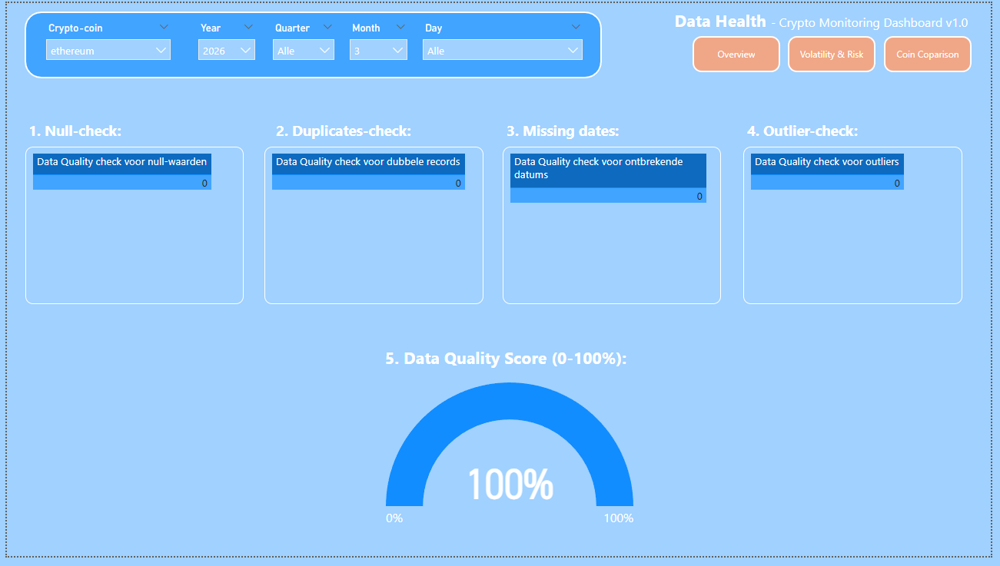 Crypto-coin Year Quarter Month Day
ethereum 2026 Alle 3 Alle
Data Health - Crypto Monitoring Dashboard v1.0
Overview Volatility & Risk Coin Coparison
1. Null-check:
Data Quality check voor null-waarden
0
2. Duplicates-check:
Data Quality check voor dubbele records
0
3. Missing dates:
Data Quality check voor ontbrekende
datums
0
4. Outlier-check:
Data Quality check voor outliers
0
5. Data Quality Score (0-100%):
100%
0% 100%